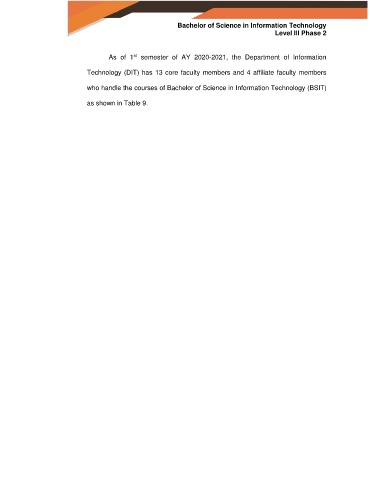 Bachelor of Science in Information Technology
Level III Phase 2
As of 1st semester of AY 2020-2021, the Department of Information
Technology (DIT) has 13 core faculty members and 4 affiliate faculty members
who handle the courses of Bachelor of Science in Information Technology (BSIT)
as shown in Table 9.